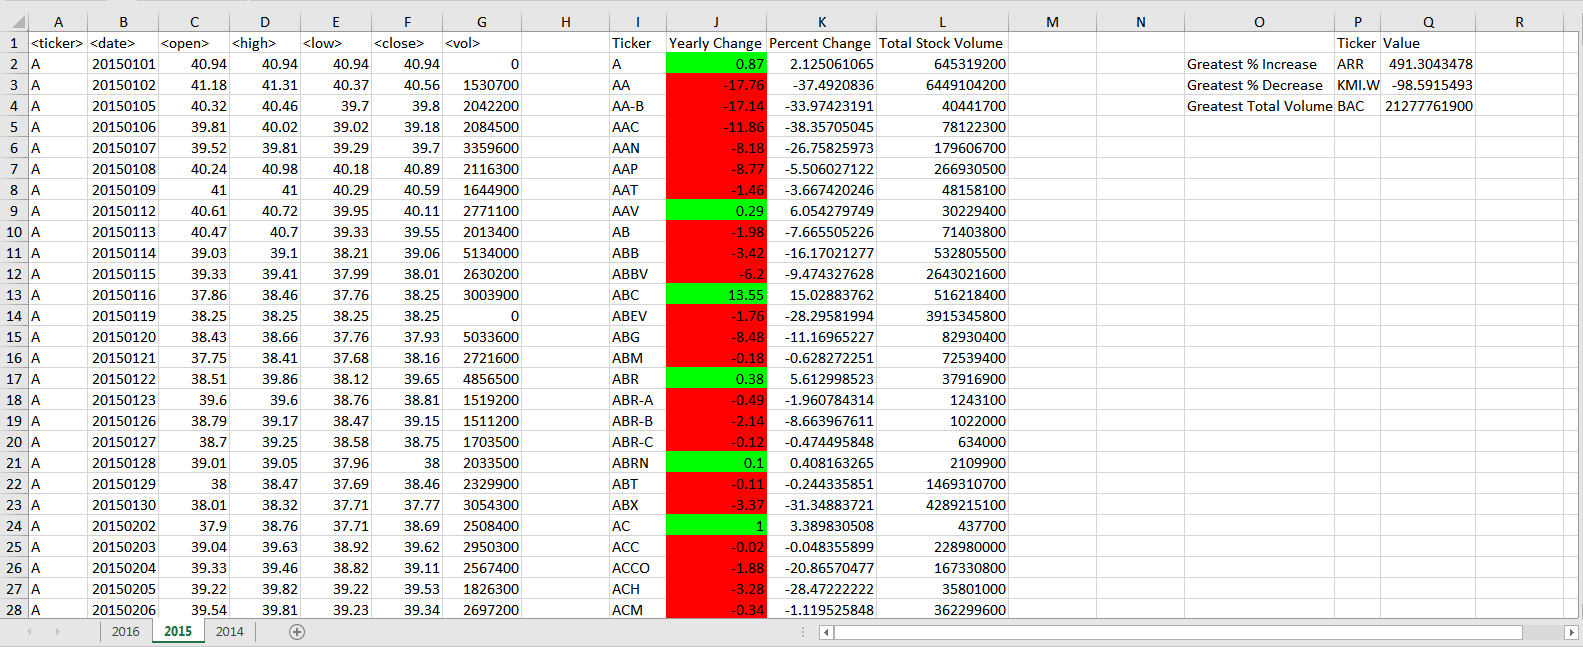 A B C D E F G H I J K L M N O P Q R
1 <ticker> <date> <open> <high> <low> <close> <vol> Ticker Yearly Change Percent Change Total Stock Volume Ticker Value
2 A 20150101 40.94 40.94 40.94 40.94 0 A 0.87 2.125061065 645319200 Greatest % Increase ARR 491.3043478
3 A 20150102 41.18 41.31 40.37 40.56 1530700 AA -17.76 -37.4920836 6449104200 Greatest % Decrease KMI.W -98.5915493
4 A 20150105 40.32 40.46 39.7 39.8 2042200 AA-B -17.14 -33.97423191 40441700 Greatest Total Volume BAC 21277761900
5 A 20150106 39.81 40.02 39.02 39.18 2084500 AAC -11.86 -38.35705045 78122300
6 A 20150107 39.52 39.81 39.29 39.7 3359600 AAN -8.18 -26.75825973 179606700
7 A 20150108 40.24 40.98 40.18 40.89 2116300 AAP -8.77 -5.506027122 266930500
8 A 20150109 41 41 40.29 40.59 1644900 AAT -1.46 -3.667420246 48158100
9 A 20150112 40.61 40.72 39.95 40.11 2771100 AAV 0.29 6.054279749 30229400
10 A 20150113 40.47 40.7 39.33 39.55 2013400 AB -1.98 -7.665505226 71403800
11 A 20150114 39.03 39.1 38.21 39.06 5134000 ABB -3.42 -16.17021277 532805500
12 A 20150115 39.33 39.41 37.99 38.01 2630200 ABBV -6.2 -9.474327628 2643021600
13 A 20150116 37.86 38.46 37.76 38.25 3003900 ABC 13.55 15.02883762 516218400
14 A 20150119 38.25 38.25 38.25 38.25 0 ABEV -1.76 -28.29581994 3915345800
15 A 20150120 38.43 38.66 37.76 37.93 5033600 ABG -8.48 -11.16965227 82930400
16 A 20150121 37.75 38.41 37.68 38.16 2721600 ABM -0.18 -0.628272251 72539400
17 A 20150122 38.51 39.86 38.12 39.65 4856500 ABR 0.38 5.612998523 37916900
18 A 20150123 39.6 39.6 38.76 38.81 1519200 ABR-A -0.49 -1.960784314 1243100
19 A 20150126 38.79 39.17 38.47 39.15 1511200 ABR-B -2.14 -8.663967611 1022000
20 A 20150127 38.7 39.25 38.58 38.75 1703500 ABR-C -0.12 -0.474495848 634000
21 A 20150128 39.01 39.05 37.96 38 2033500 ABRN 0.1 0.408163265 2109900
22 A 20150129 38 38.47 37.69 38.46 2329900 ABT -0.11 -0.244335851 1469310700
23 A 20150130 38.01 38.32 37.71 37.77 3054300 ABX -3.37 -31.34883721 4289215100
24 A 20150202 37.9 38.76 37.71 38.69 2508400 AC 1 3.389830508 437700
25 A 20150203 39.04 39.63 38.92 39.62 2950300 ACC -0.02 -0.048355899 228980000
26 A 20150204 39.33 39.46 38.82 39.11 2567400 ACCO -1.88 -20.86570477 167330800
27 A 20150205 39.22 39.82 39.22 39.53 1826300 ACH -3.28 -28.47222222 35801000
28 A 20150206 39.54 39.81 39.23 39.34 2697200 ACM -0.34 -1.119525848 362299600
2016 2015 2014